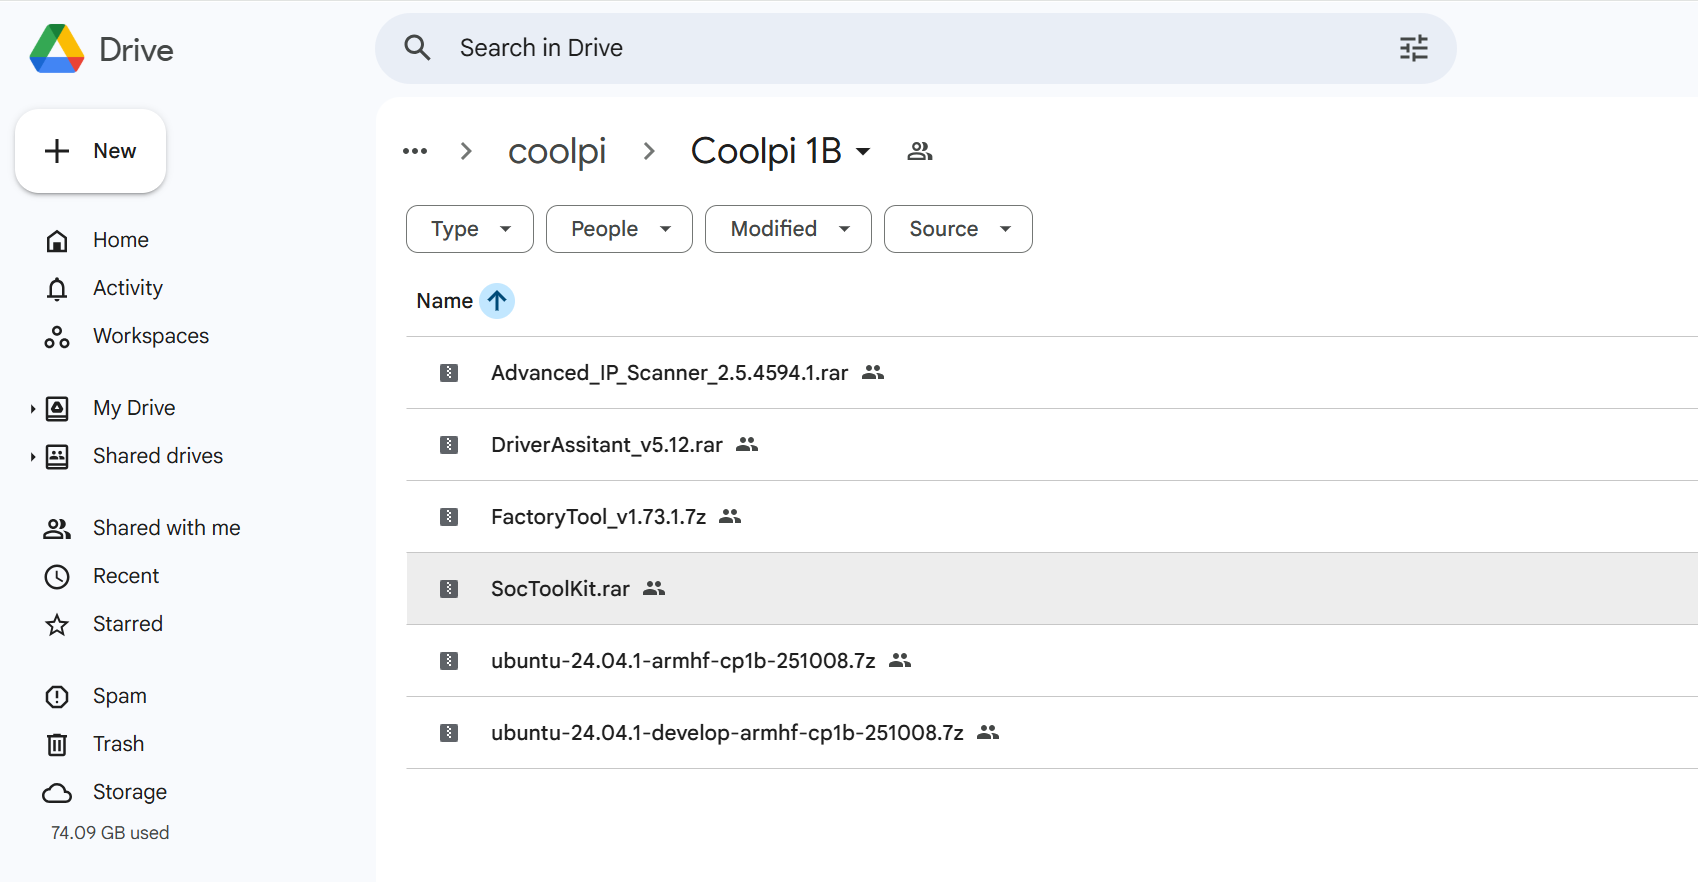 Drive
Search in Drive
New
Home
Activity
Workspaces
My Drive
Shared drives
Shared with me
Recent
Starred
Spam
Trash
Storage
74.09 GB used
coolpi
Coolpi 1B
Type
People
Modified
Source
Name
Advanced_IP_Scanner_2.5.4594.1.rar
DriverAssitant_v5.12.rar
FactoryTool_v1.73.1.7z
SocToolKit.rar
ubuntu-24.04.1-armhf-cp1b-251008.7z
ubuntu-24.04.1-develop-armhf-cp1b-251008.7z